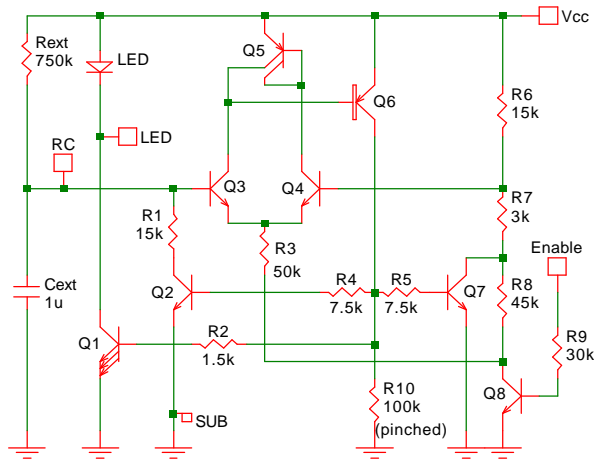 Vcc
Rext
750k
LED
Q5
Q6
R6
15k
LED
RC
Q3
Q4
R7
3k
R1
15k
R3
50k
Enable
Cext
1u
Q2
R4
7.5k
R5
7.5k
Q7
R8
45k
Q1
R2
1.5k
R9
30k
R10
100k
(pinched)
Q8
SUB